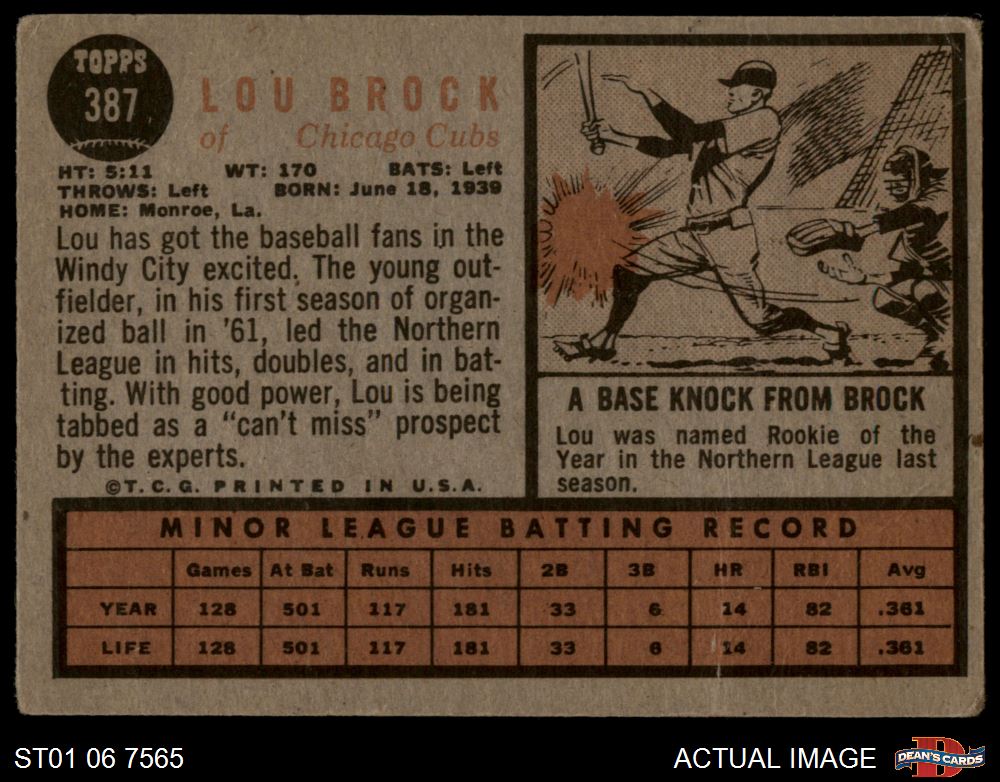 TOPPS
387
LOU BROCK
of Chicago Cubs
HT: 5:11 WT: 170 BATS: Left
THROWS: Left BORN: June 18, 1939
HOME: Monroe, La.
Lou has got the baseball fans in the
Windy City excited. The young out-
fielder, in his first season of organ-
ized ball in '61, led the Northern
League in hits, doubles, and in bat-
ting. With good power, Lou is being
tabbed as a "can't miss" prospect
by the experts.
©T.C.G. PRINTED IN U.S.A.
A BASE KNOCK FROM BROCK
Lou was named Rookie of the
Year in the Northern League last
season.
MINOR LEAGUE BATTING RECORD
Games At Bat Runs Hits 2B 3B HR RBI Avg
YEAR 128 501 117 181 33 6 14 82 .361
LIFE 128 501 117 181 33 6 14 82 .361
ST01 06 7565
ACTUAL IMAGE
D
DEAN'S CARDS